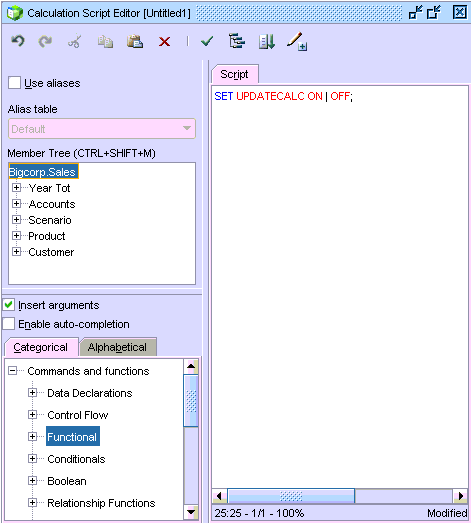 Calculation Script Editor [Untitled1]
Use aliases
Alias table
Default
Member Tree (CTRL+SHIFT+M)
Bigcorp.Sales
Year Tot
Accounts
Scenario
Product
Customer
Insert arguments
Enable auto-completion
Categorical
Alphabetical
Commands and functions
Data Declarations
Control Flow
Functional
Conditionals
Boolean
Relationship Functions
Script
SET UPDATECALC ON | OFF;
25:25 - 1/1 - 100%
Modified